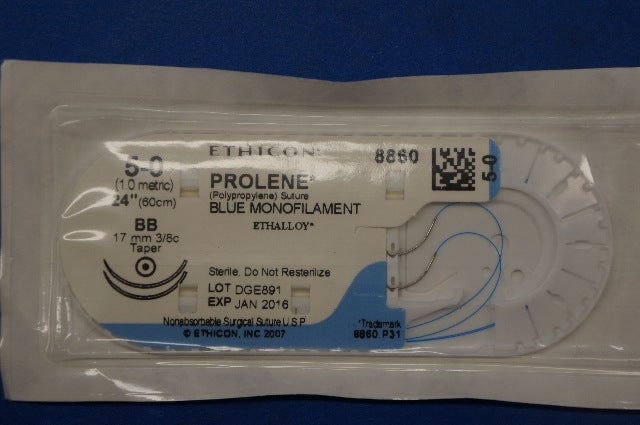 ETHICON*
5-0
(1.0 metric)
24" (60cm)
BB
17 mm 3/8c
Taper
8860
5-0
PROLENE*
(Polypropylene) Suture
BLUE MONOFILAMENT
ETHALLOY*
Sterile, Do Not Resterilize
LOT DGE891
EXP JAN 2016
Nonabsorbable Surgical Suture U S P
© ETHICON, INC 2007
*Trademark
8860.P31